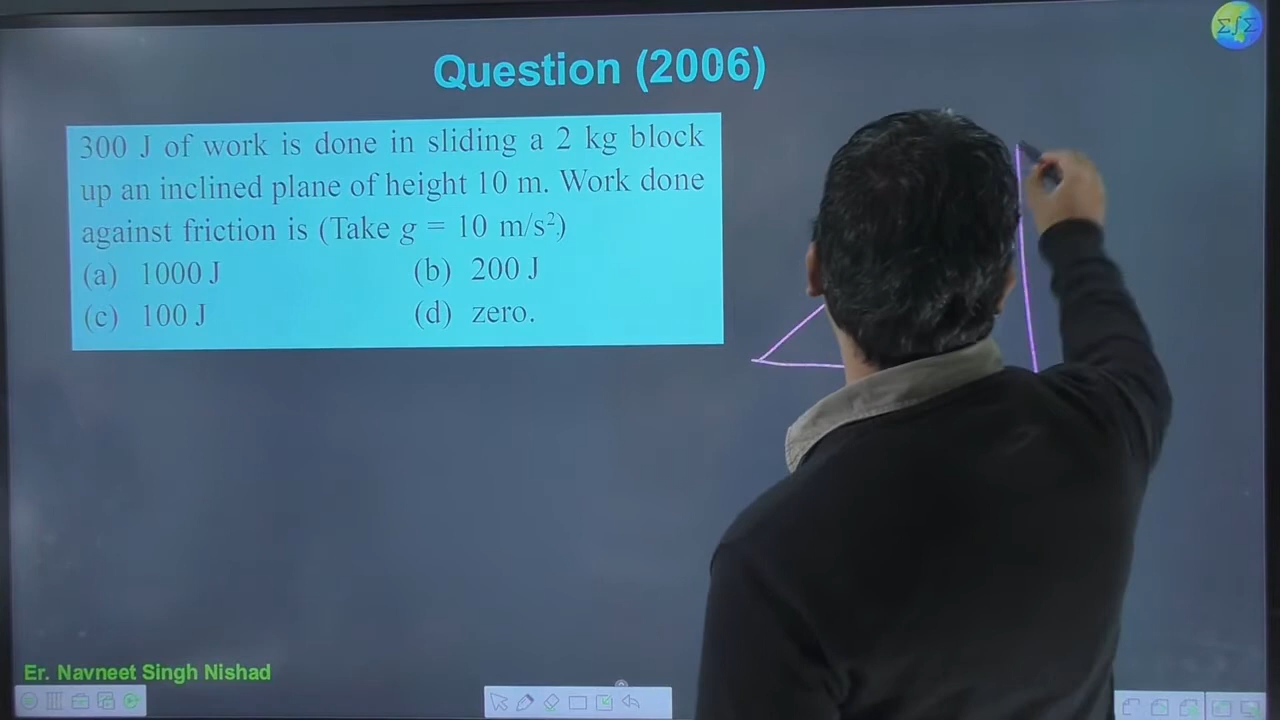 ΣʃΣ
Question (2006)
300 J of work is done in sliding a 2 kg block
up an inclined plane of height 10 m. Work done
against friction is (Take g = 10 m/s²)
(a) 1000 J (b) 200 J
(c) 100 J (d) zero.
Er. Navneet Singh Nishad